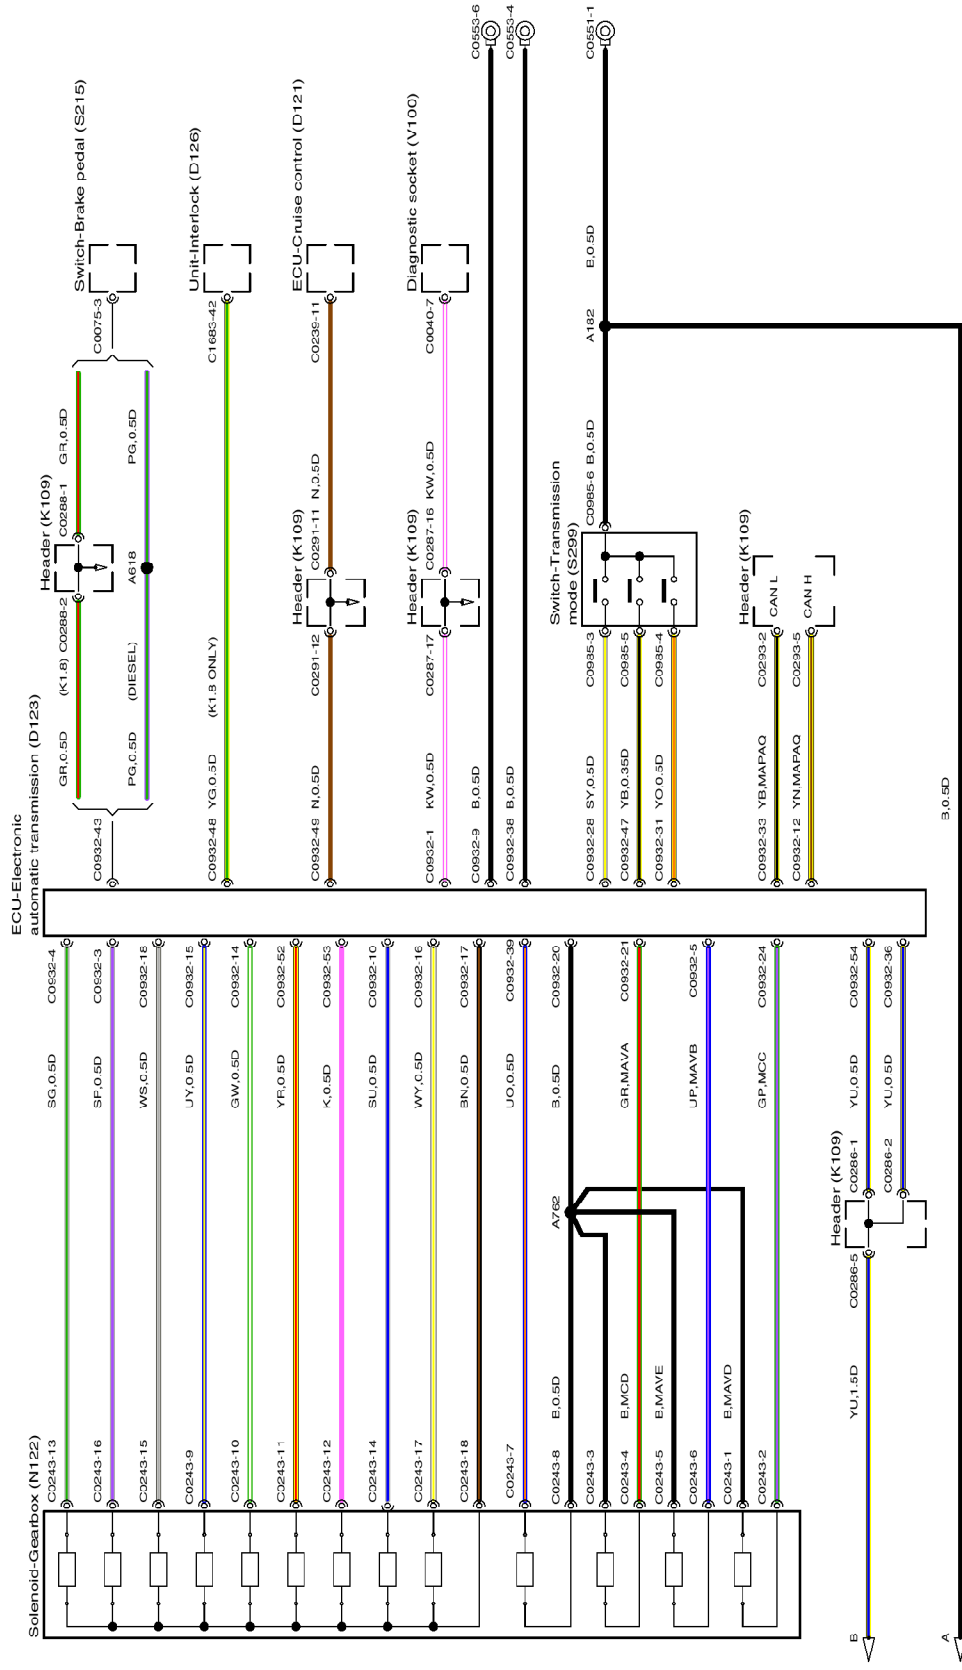 C0553-6
C0553-4
C0551-1
Switch-Brake pedal (S215)
Unit-Interlock (D126)
ECU-Cruise control (D121)
Diagnostic socket (V100)
C0075-3
C1683-42
C0239-11
C0040-7
B,0.5D
A182
GR,0.5D
PG,0.5D
Header (K109)
C0288-1
A618
C0288-2
(K1.8)
(DIESEL)
(K1.8 ONLY)
N,0.5D
Header (K109)
C0291-11
C0291-12
KW,0.5D
Header (K109)
C0287-16
C0287-17
Switch-Transmission
mode (S299)
C0985-6
B,0.5D
C0985-3
C0985-5
C0985-4
Header (K109)
CAN L
CAN H
C0293-2
C0293-5
ECU-Electronic
automatic transmission (D123)
GR,0.5D
PG,0.5D
C0932-43
C0932-48
YG,0.5D
C0932-49
N,0.5D
C0932-1
KW,0.5D
C0932-9
B,0.5D
C0932-38
B,0.5D
C0932-28
SY,0.5D
C0932-47
YB,0.35D
C0932-31
YO,0.5D
C0932-33
YB,MAPAQ
C0932-12
YN,MAPAQ
B,0.5D
C0932-4
C0932-3
C0932-18
C0932-15
C0932-14
C0932-52
C0932-53
C0932-10
C0932-16
C0932-17
C0932-39
C0932-20
C0932-21
C0932-5
C0932-24
C0932-54
C0932-36
SG,0.5D
SP,0.5D
WS,0.5D
UY,0.5D
GW,0.5D
YR,0.5D
K,0.5D
SU,0.5D
WY,0.5D
BN,0.5D
UO,0.5D
B,0.5D
GR,MAVA
UP,MAVB
GP,MCC
YU,0.5D
YU,0.5D
A762
Header (K109)
C0286-1
C0286-2
C0286-5
B,0.5D
B,MCD
B,MAVE
B,MAVD
YU,1.5D
Solenoid-Gearbox (N122)
C0243-13
C0243-16
C0243-15
C0243-9
C0243-10
C0243-11
C0243-12
C0243-14
C0243-17
C0243-18
C0243-7
C0243-8
C0243-3
C0243-4
C0243-5
C0243-6
C0243-1
C0243-2
B
A